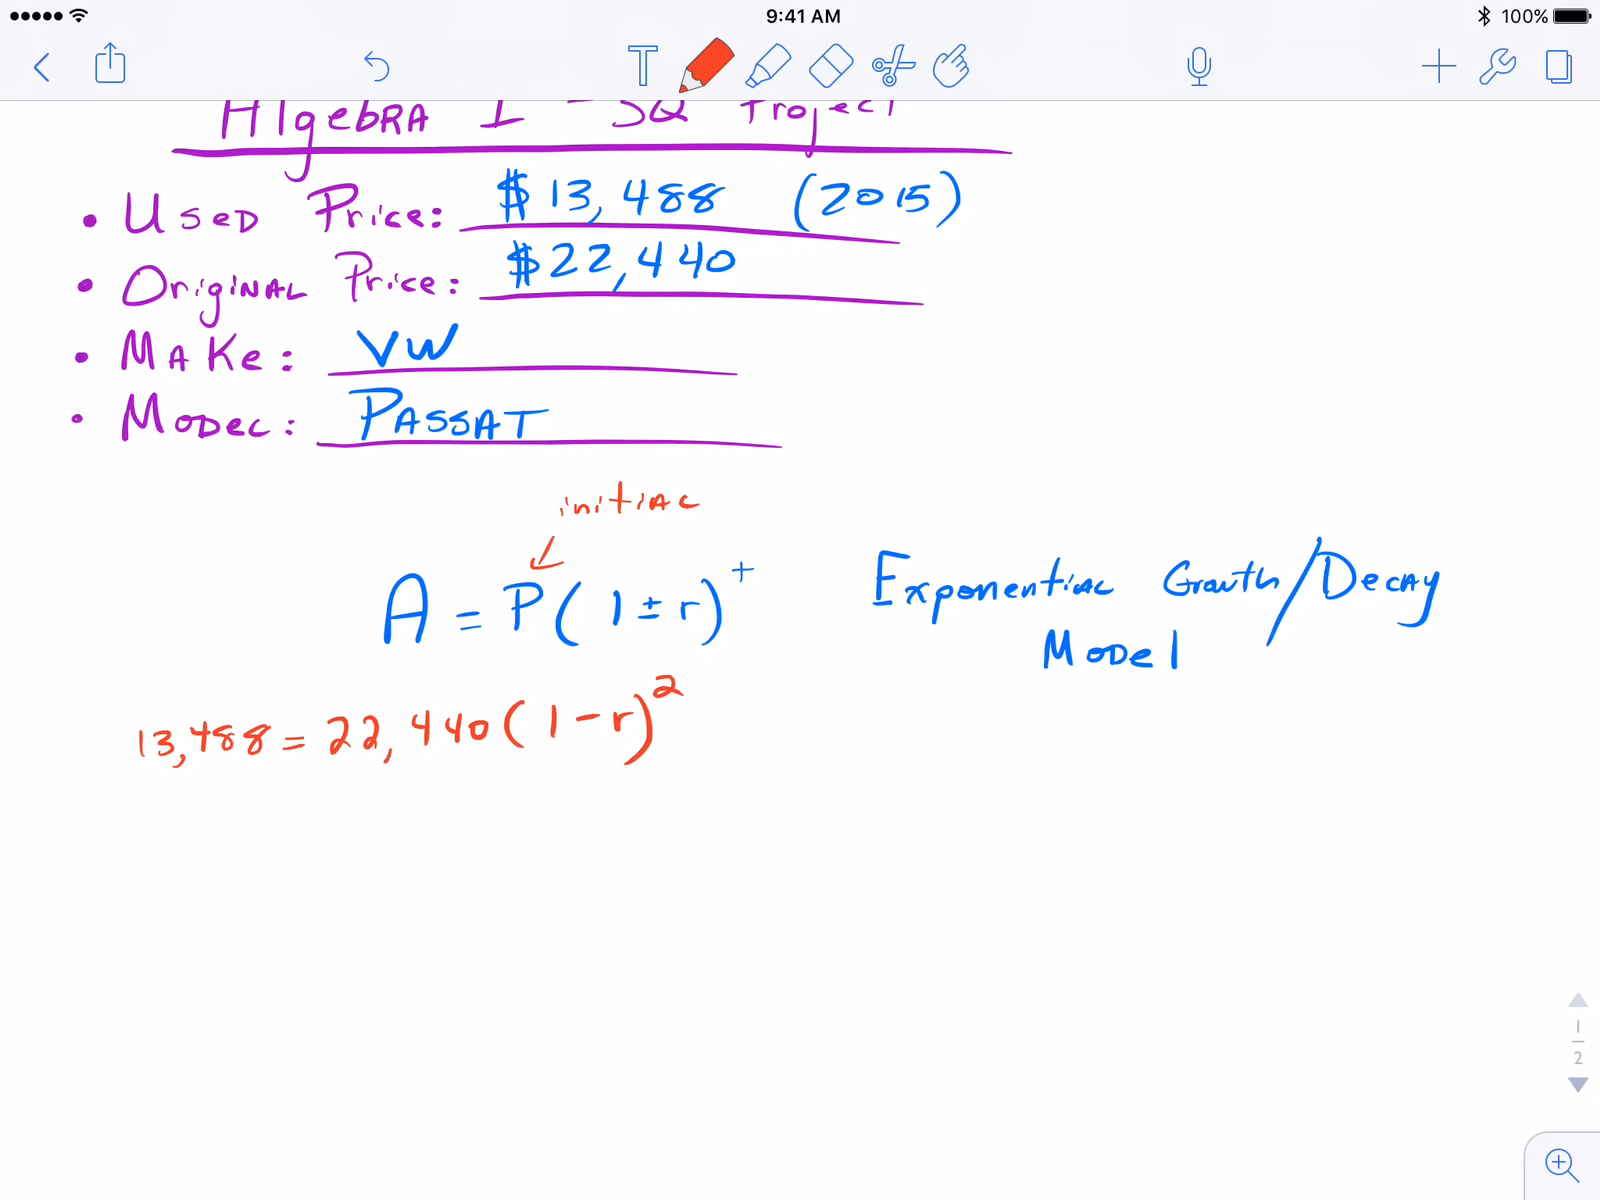 9:41 AM 100%
T
Algebra 1 - SQ Project
• Used Price: $13,488 (2015)
• Original Price: $22,440
• Make: VW
• Model: Passat
initial
A = P(1 ± r)^t Exponential Growth/Decay
Model
13,488 = 22,440(1 - r)^2
1
2